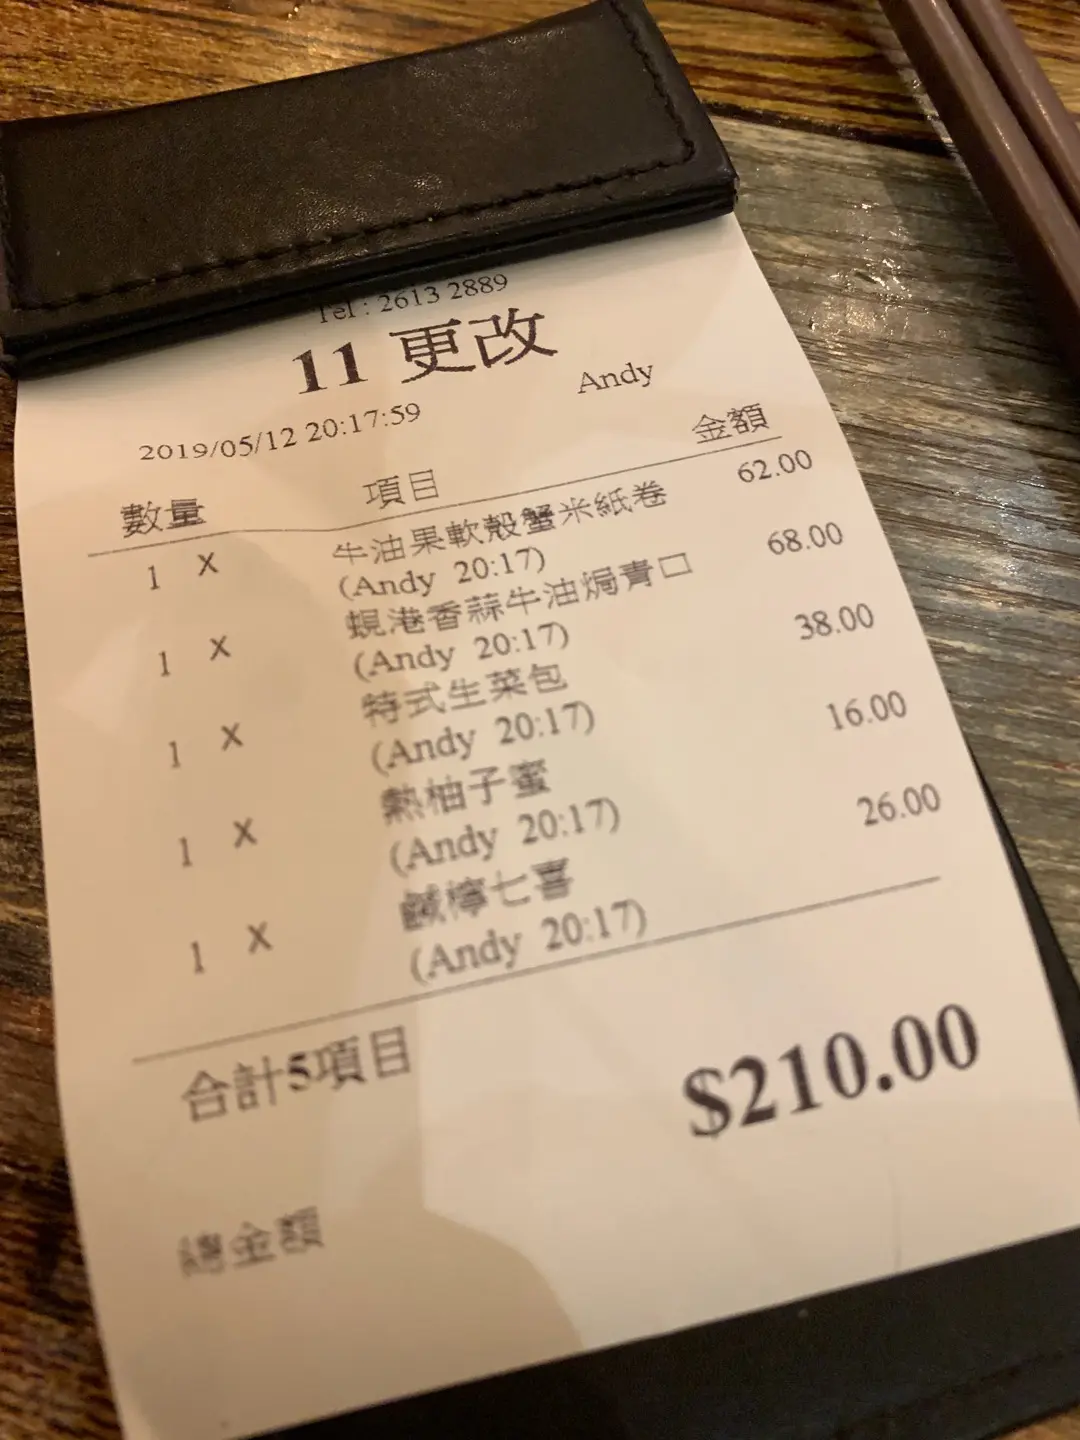 Tel : 2613 2889
11 更改
Andy
2019/05/12 20:17:59
數量 項目 金額
1 X 牛油果軟殼蟹米紙卷 62.00
(Andy 20:17)
1 X 蜆港香蒜牛油焗青口 68.00
(Andy 20:17)
1 X 特式生菜包 38.00
(Andy 20:17)
1 X 熱柚子蜜 16.00
(Andy 20:17)
1 X 鹹檸七喜 26.00
(Andy 20:17)
合計5項目 $210.00
總金額